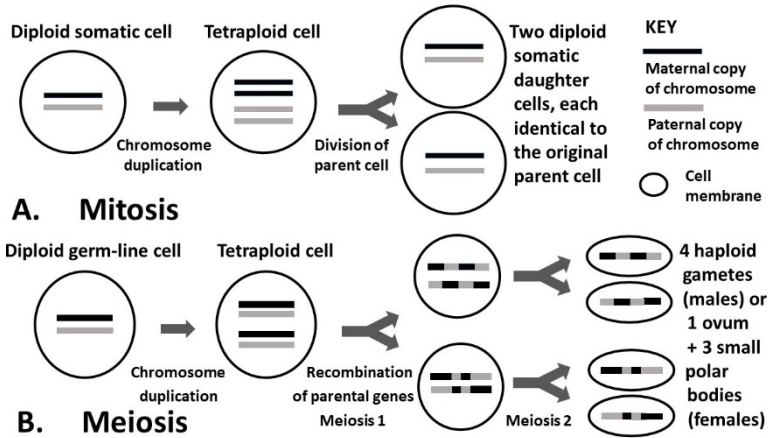 Diploid somatic cell
Tetraploid cell
Chromosome
duplication
Division of
parent cell
Two diploid
somatic
daughter
cells, each
identical to
the original
parent cell
KEY
Maternal copy
of chromosome
Paternal copy
of chromosome
Cell
membrane
A. Mitosis
Diploid germ-line cell
Tetraploid cell
Chromosome
duplication
Recombination
of parental genes
Meiosis 1
Meiosis 2
4 haploid
gametes
(males) or
1 ovum
+ 3 small
polar
bodies
(females)
B. Meiosis